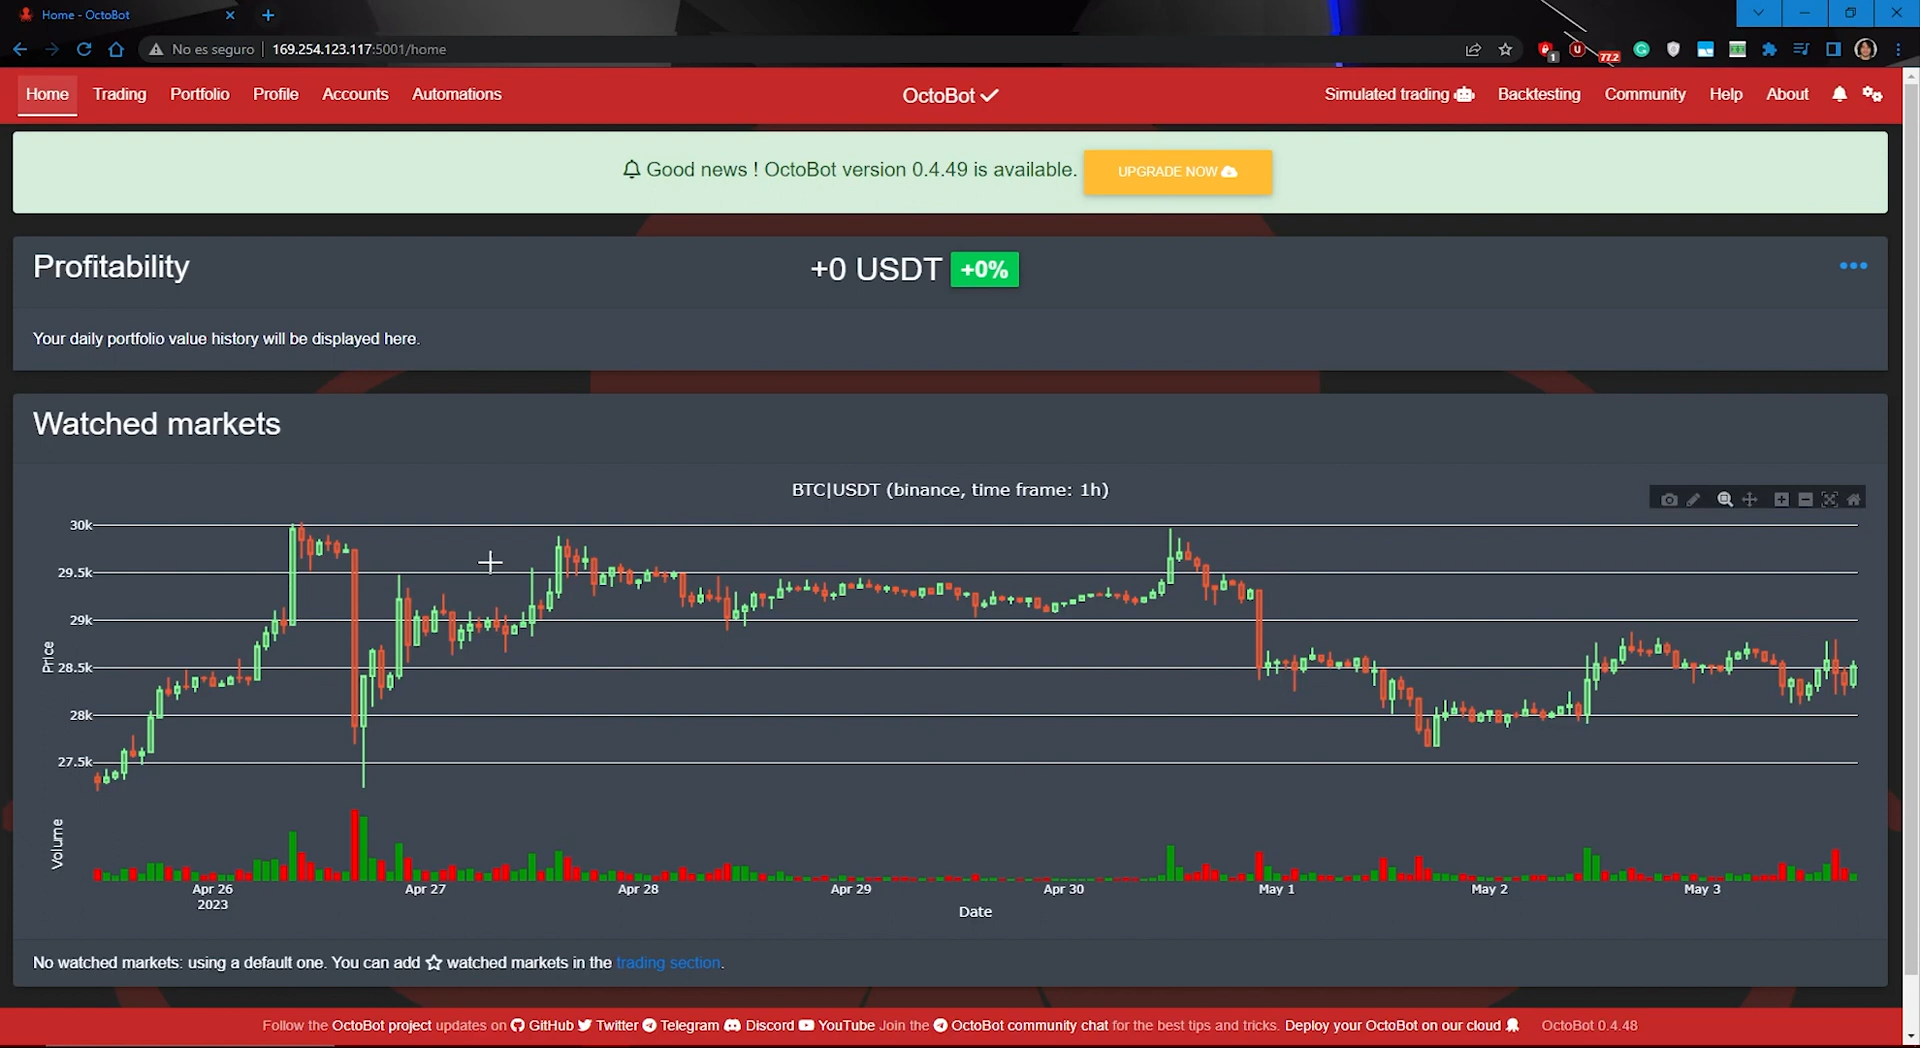 Home - OctoBot
No es seguro 169.254.123.117:5001/home
1
77.2
Home Trading Portfolio Profile Accounts Automations OctoBot Simulated trading Backtesting Community Help About
Good news ! OctoBot version 0.4.49 is available. UPGRADE NOW
Profitability +0 USDT +0%
Your daily portfolio value history will be displayed here.
Watched markets
BTC|USDT (binance, time frame: 1h)
30k
29.5k
29k
28.5k
28k
27.5k
Price
Volume
Apr 26 Apr 27 Apr 28 Apr 29 Apr 30 May 1 May 2 May 3
2023
Date
No watched markets: using a default one. You can add watched markets in the trading section.
Follow the OctoBot project updates on GitHub Twitter Telegram Discord YouTube Join the OctoBot community chat for the best tips and tricks. Deploy your OctoBot on our cloud OctoBot 0.4.48